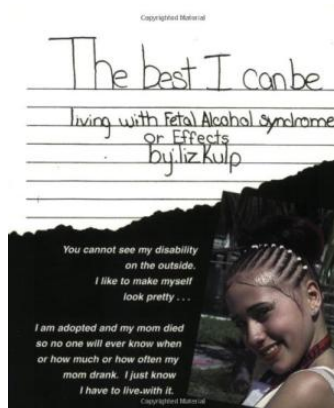 Copyrighted Material
The best I can be
living with Fetal Alcohol syndrome
or Effects
by:liz kulp
You cannot see my disability
on the outside.
I like to make myself
look pretty . . .
I am adopted and my mom died
so no one will ever know when
or how much or how often my
mom drank. I just know
I have to live with it.
Copyrighted Material